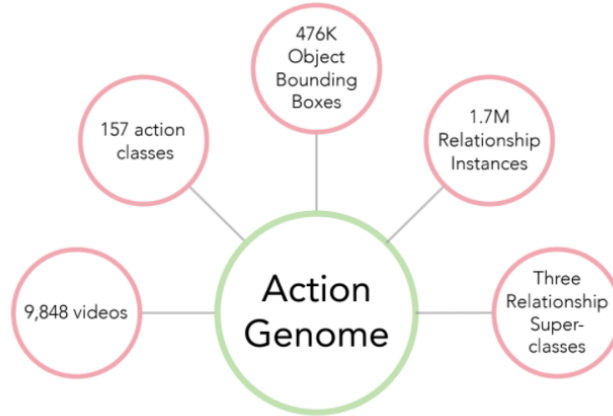 476K
Object
Bounding
Boxes
157 action
classes
1.7M
Relationship
Instances
9,848 videos
Action
Genome
Three
Relationship
Super-
classes